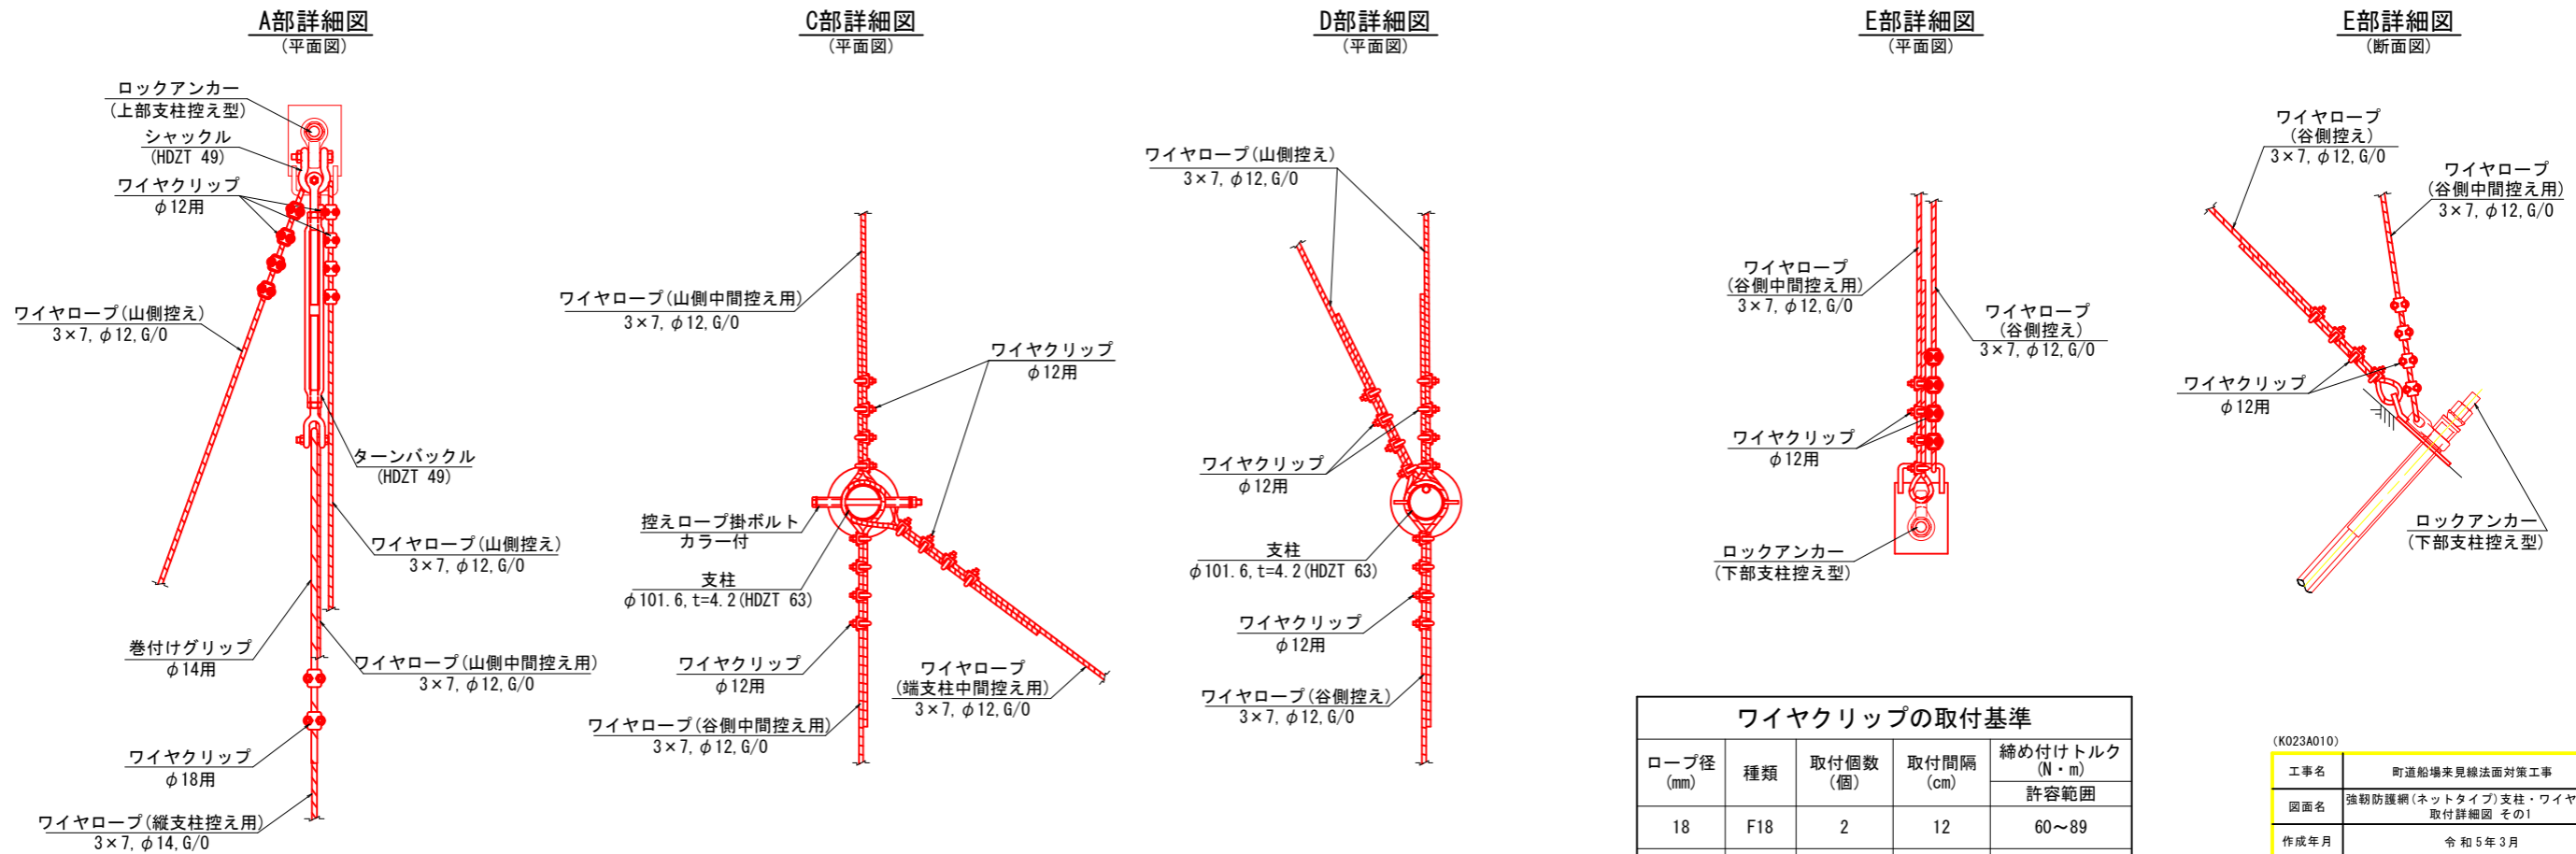 A部詳細図
(平面図)
ロックアンカー
(上部支柱控え型)
シャックル
(HDZT 49)
ワイヤクリップ
φ12用
ワイヤロープ(山側控え)
3×7, φ12, G/0
ターンバックル
(HDZT 49)
ワイヤロープ(山側控え)
3×7, φ12, G/0
巻付けグリップ
φ14用
ワイヤロープ(山側中間控え用)
3×7, φ12, G/0
ワイヤクリップ
φ18用
ワイヤロープ(縦支柱控え用)
3×7, φ14, G/0
C部詳細図
(平面図)
ワイヤロープ(山側中間控え用)
3×7, φ12, G/0
ワイヤクリップ
φ12用
控えロープ掛ボルト
カラー付
支柱
φ101.6, t=4.2(HDZT 63)
ワイヤクリップ
φ12用
ワイヤロープ
(端支柱中間控え用)
3×7, φ12, G/0
ワイヤロープ(谷側中間控え用)
3×7, φ12, G/0
D部詳細図
(平面図)
ワイヤロープ(山側控え)
3×7, φ12, G/0
ワイヤクリップ
φ12用
支柱
φ101.6, t=4.2(HDZT 63)
ワイヤクリップ
φ12用
ワイヤロープ(谷側控え)
3×7, φ12, G/0
E部詳細図
(平面図)
ワイヤロープ
(谷側中間控え用)
3×7, φ12, G/0
ワイヤロープ
(谷側控え)
3×7, φ12, G/0
ワイヤクリップ
φ12用
ロックアンカー
(下部支柱控え型)
E部詳細図
(断面図)
ワイヤロープ
(谷側控え)
3×7, φ12, G/0
ワイヤロープ
(谷側中間控え用)
3×7, φ12, G/0
ワイヤクリップ
φ12用
ロックアンカー
(下部支柱控え型)
ワイヤクリップの取付基準
ロープ径 (mm) 種類 取付個数 (個) 取付間隔 (cm) 締め付けトルク (N・m)
許容範囲
18 F18 2 12 60〜89
(K023A010)
工事名 町道船場来見線法面対策工事
図面名 強靭防護網(ネットタイプ)支柱・ワイヤ
取付詳細図 その1
作成年月 令和5年3月